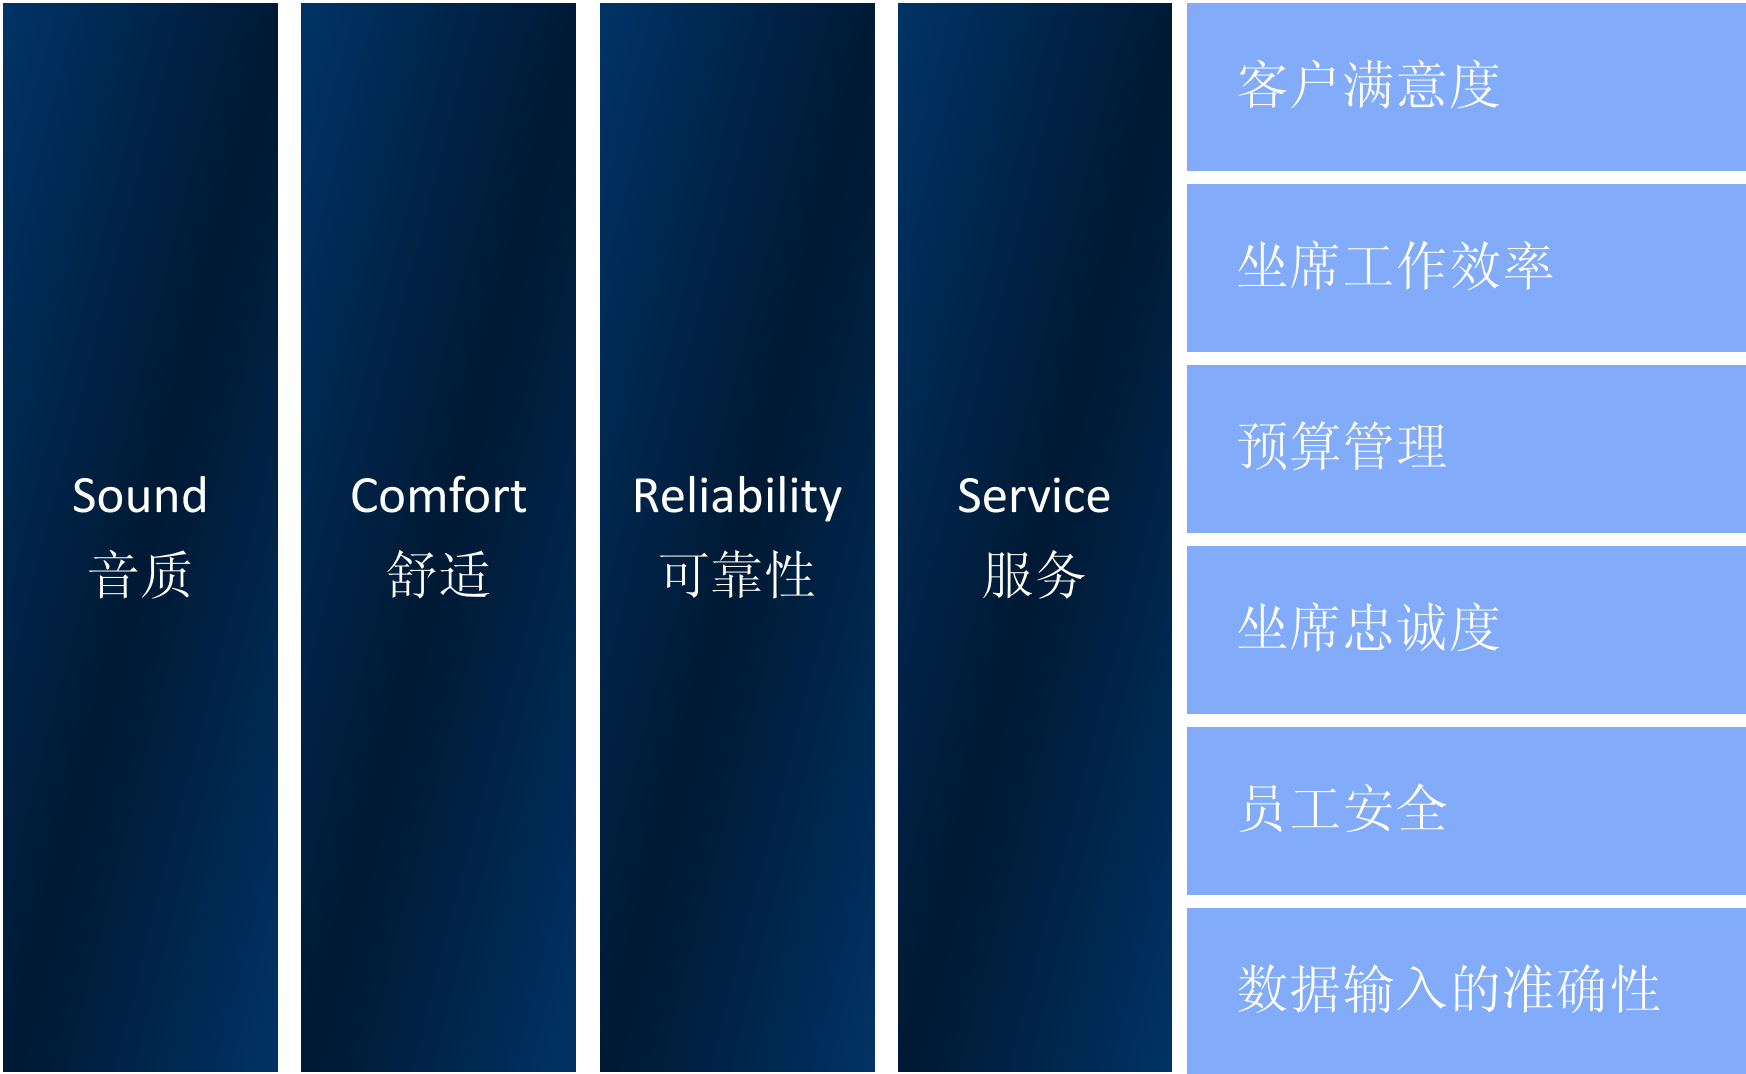 Sound
音质
Comfort
舒适
Reliability
可靠性
Service
服务
客户满意度
坐席工作效率
预算管理
坐席忠诚度
员工安全
数据输入的准确性